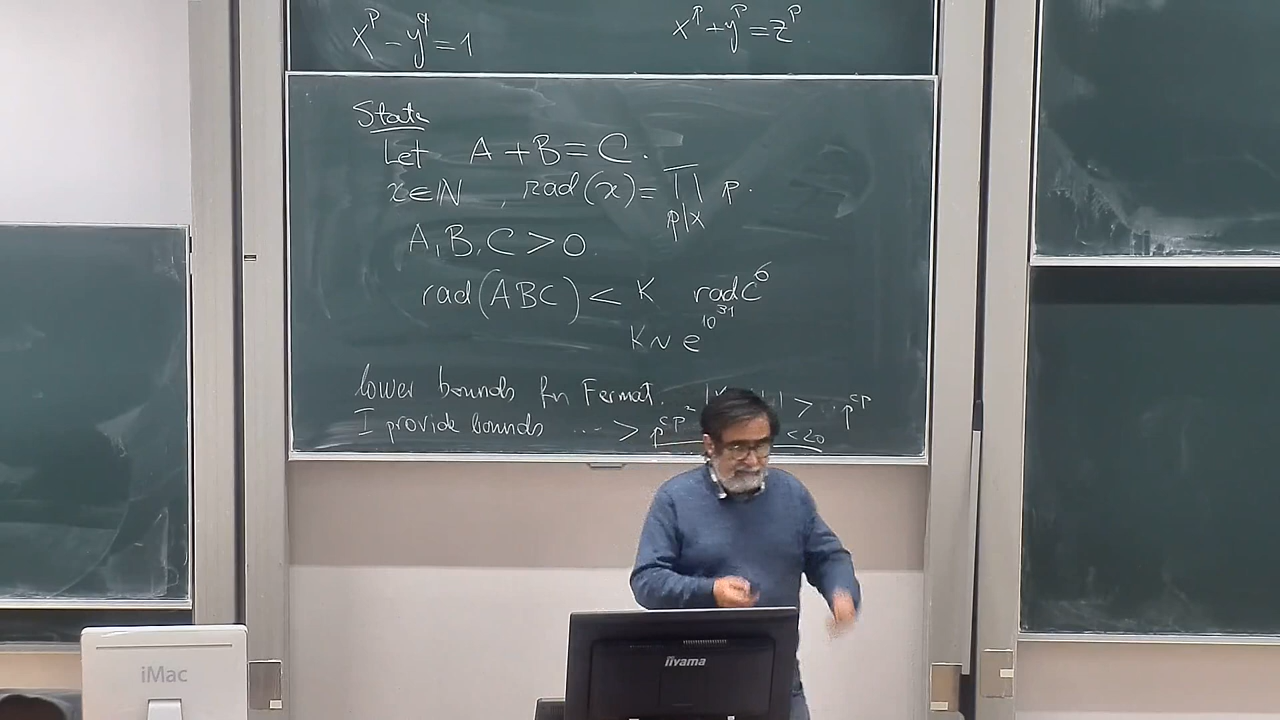 x^p - y^q = 1
x^p + y^p = z^p
State
Let A + B = C.
x ∈ N, rad(x) = ∏_{p|x} p.
A, B, C > 0.
rad(ABC) < K rad C^6
K ~ e^{10^{31}}
lower bounds for Fermat. > .. p^{cp}
I provide bounds .... > p^{cp^2} < 20
iMac
iiyama